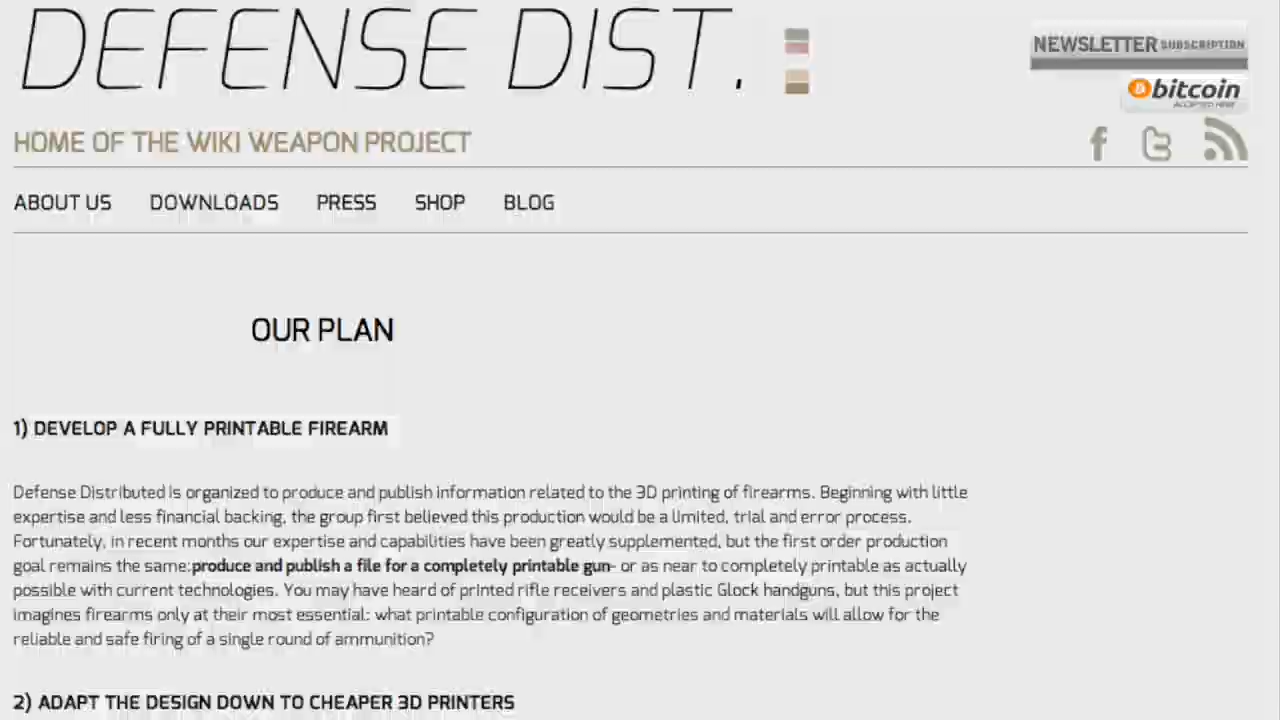 DEFENSE DIST.
NEWSLETTER SUBSCRIPTION
bitcoin
ACCEPTED HERE
HOME OF THE WIKI WEAPON PROJECT
ABOUT US DOWNLOADS PRESS SHOP BLOG
OUR PLAN
1) DEVELOP A FULLY PRINTABLE FIREARM
Defense Distributed is organized to produce and publish information related to the 3D printing of firearms. Beginning with little
expertise and less financial backing, the group first believed this production would be a limited, trial and error process.
Fortunately, in recent months our expertise and capabilities have been greatly supplemented, but the first order production
goal remains the same:produce and publish a file for a completely printable gun- or as near to completely printable as actually
possible with current technologies. You may have heard of printed rifle receivers and plastic Glock handguns, but this project
imagines firearms only at their most essential: what printable configuration of geometries and materials will allow for the
reliable and safe firing of a single round of ammunition?
2) ADAPT THE DESIGN DOWN TO CHEAPER 3D PRINTERS